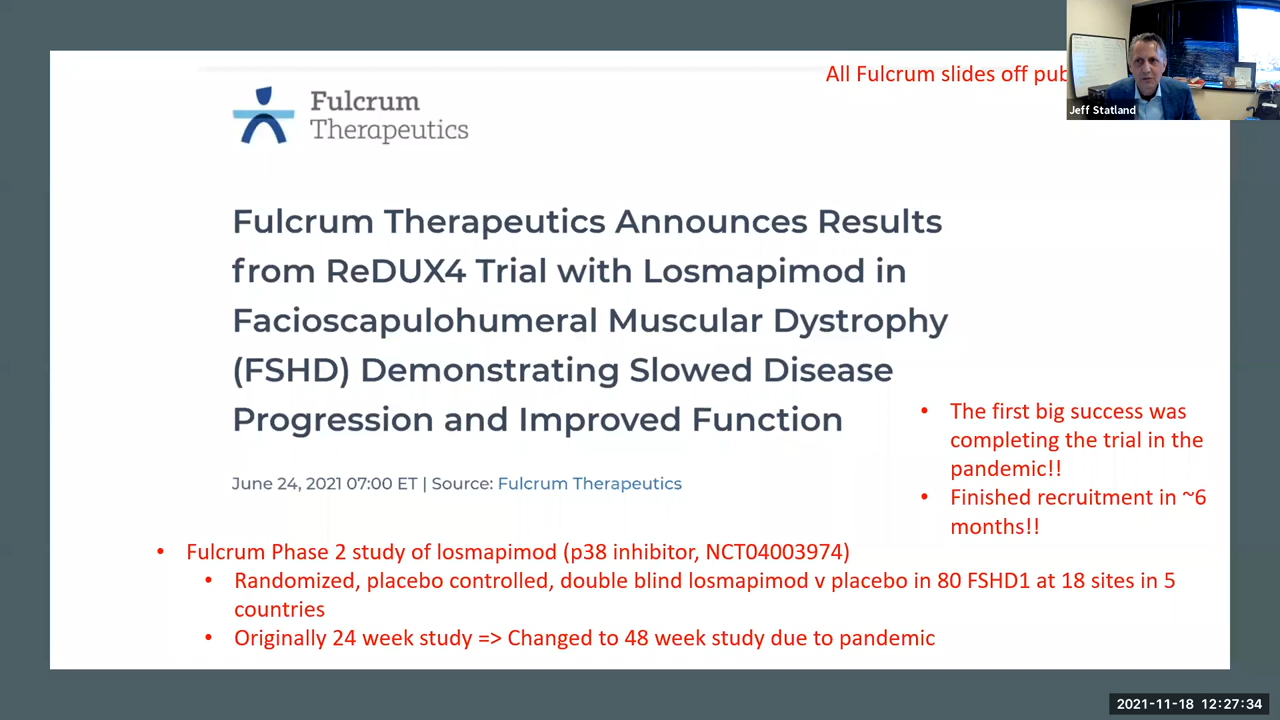 All Fulcrum slides off
Jeff Statland
Fulcrum
Therapeutics
Fulcrum Therapeutics Announces Results
from ReDUX4 Trial with Losmapimod in
Facioscapulohumeral Muscular Dystrophy
(FSHD) Demonstrating Slowed Disease
Progression and Improved Function
June 24, 2021 07:00 ET | Source: Fulcrum Therapeutics
• The first big success was
completing the trial in the
pandemic!!
• Finished recruitment in ~6
months!!
• Fulcrum Phase 2 study of losmapimod (p38 inhibitor, NCT04003974)
• Randomized, placebo controlled, double blind losmapimod v placebo in 80 FSHD1 at 18 sites in 5
countries
• Originally 24 week study => Changed to 48 week study due to pandemic
2021-11-18 12:27:34